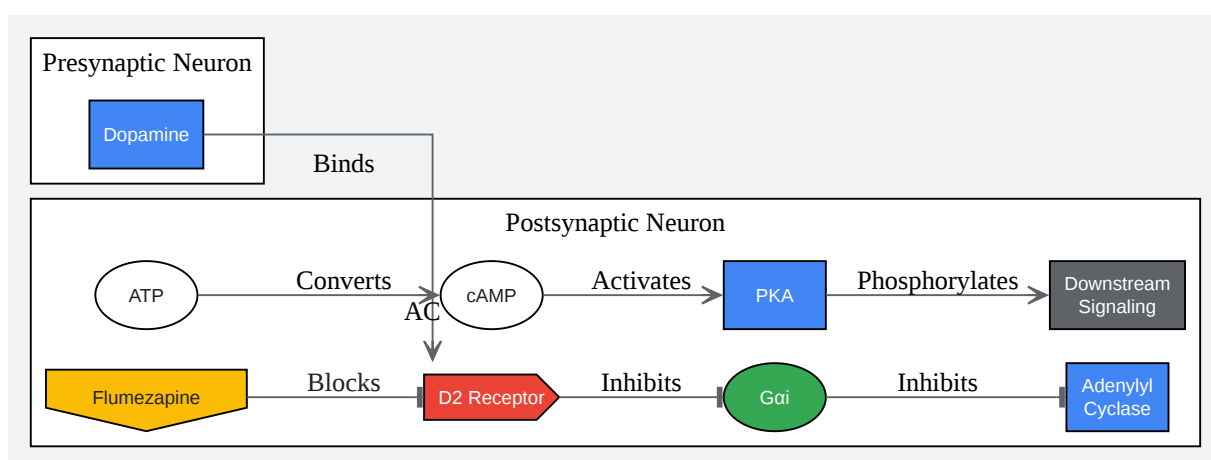 Presynaptic Neuron
Dopamine
Binds
Postsynaptic Neuron
ATP
Converts
AC
cAMP
Activates
PKA
Phosphorylates
Downstream
Signaling
Flumezapine
Blocks
D2 Receptor
Inhibits
Gαi
Inhibits
Adenylyl
Cyclase